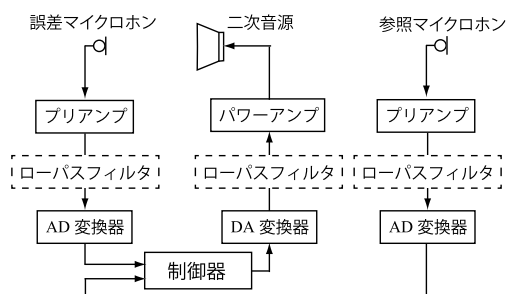 誤差マイクロホン
二次音源
参照マイクロホン
プリアンプ
パワーアンプ
プリアンプ
ローパスフィルタ
ローパスフィルタ
ローパスフィルタ
AD 変換器
DA 変換器
AD 変換器
制御器